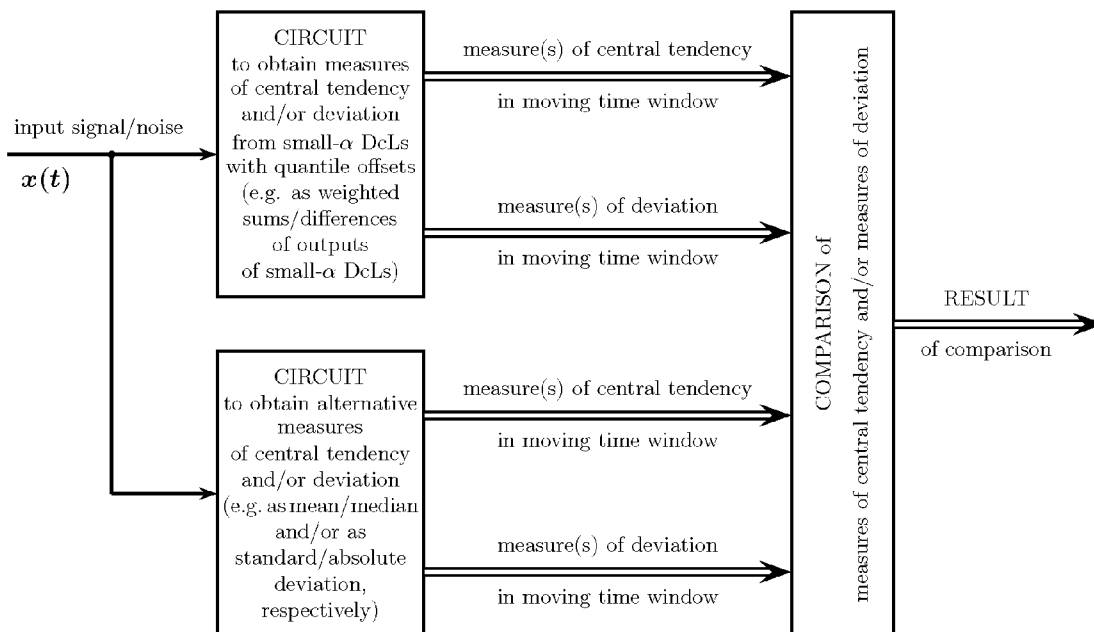 input signal/noise
x(t)
CIRCUIT
to obtain measures
of central tendency
and/or deviation
from small-α DcLs
with quantile offsets
(e.g. as weighted
sums/differences
of outputs
of small-α DcLs)
measure(s) of central tendency
in moving time window
measure(s) of deviation
in moving time window
CIRCUIT
to obtain alternative
measures
of central tendency
and/or deviation
(e.g. as mean/median
and/or as
standard/absolute
deviation,
respectively)
measure(s) of central tendency
in moving time window
measure(s) of deviation
in moving time window
COMPARISON of
measures of central tendency and/or measures of deviation
RESULT
of comparison